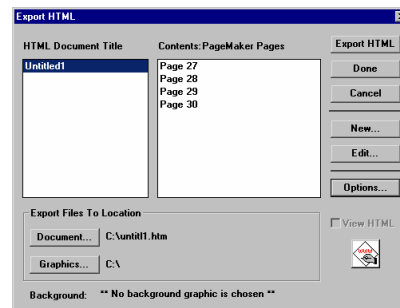 Export HTML
HTML Document Title
Contents: PageMaker Pages
Untitled1
Page 27
Page 28
Page 29
Page 30
Export HTML
Done
Cancel
New...
Edit...
Options...
Export Files To Location
Document... C:\untitl1.htm
Graphics... C:\
View HTML
Background: ** No background graphic is chosen **